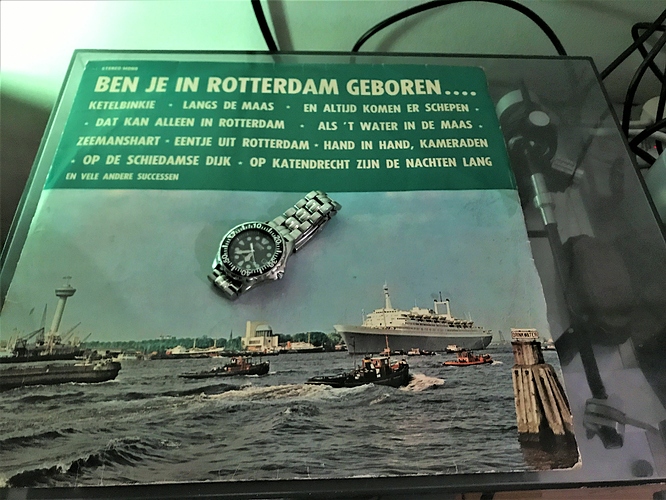 STEREO-MONO
BEN JE IN ROTTERDAM GEBOREN....
KETELBINKIE · LANGS DE MAAS · EN ALTIJD KOMEN ER SCHEPEN ·
· DAT KAN ALLEEN IN ROTTERDAM · ALS 'T WATER IN DE MAAS ·
ZEEMANSHART · EENTJE UIT ROTTERDAM · HAND IN HAND, KAMERADEN
· OP DE SCHIEDAMSE DIJK · OP KATENDRECHT ZIJN DE NACHTEN LANG
EN VELE ANDERE SUCCESSEN